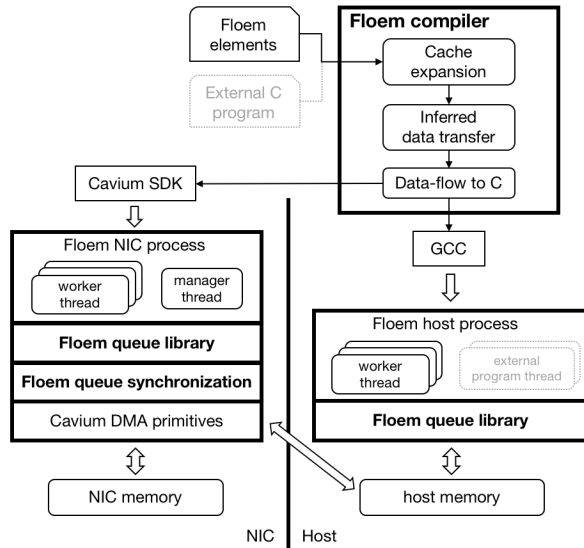 Floem
elements
External C
program
Floem compiler
Cache
expansion
Inferred
data transfer
Data-flow to C
Cavium SDK
GCC
Floem NIC process
worker
thread
manager
thread
Floem queue library
Floem queue synchronization
Cavium DMA primitives
NIC memory
Floem host process
worker
thread
external
program thread
Floem queue library
host memory
NIC
Host